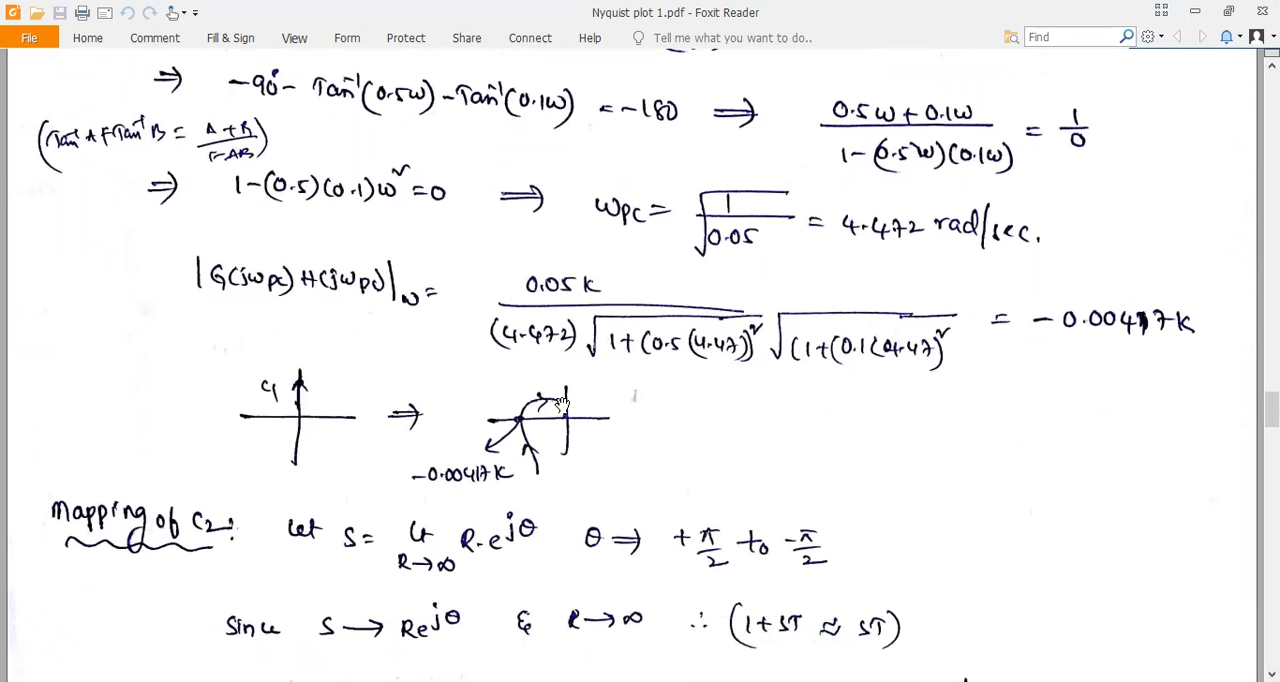 Nyquist plot 1.pdf - Foxit Reader
File Home Comment Fill & Sign View Form Protect Share Connect Help Tell me what you want to do.. Find
⇒ -90° - Tan⁻¹(0.5ω) - Tan⁻¹(0.1ω) = -180 ⇒ (0.5ω + 0.1ω)/(1-(0.5ω)(0.1ω)) = 1/0
(Tan⁻¹A + Tan⁻¹B = (A+B)/(1-AB))
⇒ 1-(0.5)(0.1)ω² = 0 ⇒ ωpc = √(1/0.05) = 4.472 rad/sec.
|G(jωpc) H(jωpc)|ω = 0.05K/((4.472) √(1+(0.5(4.47))²) √((1+(0.1(4.47)²)) = -0.00417K
C1 ⇒
-0.00417K
Mapping of C2: Let S = Lt R→∞ R.e^jθ θ ⇒ +π/2 to -π/2
Since S → Re^jθ & R→∞ ∴ (1+ST ≈ ST)